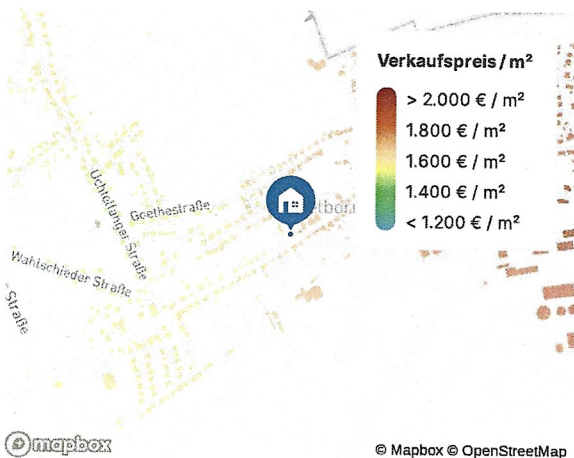 Verkaufspreis / m²
> 2.000 € / m²
1.800 € / m²
1.600 € / m²
1.400 € / m²
< 1.200 € / m²
Uchtelfanger Straße
Goethestraße
Wahlschieder Straße
Straße
mapbox
© Mapbox © OpenStreetMap